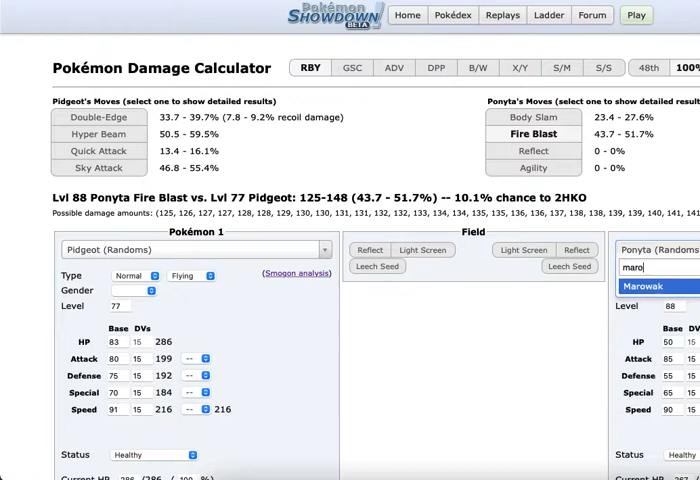 Pokémon
SHOWDOWN!
BETA
Home Pokédex Replays Ladder Forum Play
Pokémon Damage Calculator RBY GSC ADV DPP B/W X/Y S/M S/S 48th 100%
Pidgeot's Moves (select one to show detailed results) Ponyta's Moves (select one to show detailed result
Double-Edge 33.7 - 39.7% (7.8 - 9.2% recoil damage) Body Slam 23.4 - 27.6%
Hyper Beam 50.5 - 59.5% Fire Blast 43.7 - 51.7%
Quick Attack 13.4 - 16.1% Reflect 0 - 0%
Sky Attack 46.8 - 55.4% Agility 0 - 0%
Lvl 88 Ponyta Fire Blast vs. Lvl 77 Pidgeot: 125-148 (43.7 - 51.7%) -- 10.1% chance to 2HKO
Possible damage amounts: (125, 126, 127, 127, 128, 128, 129, 130, 130, 131, 131, 132, 132, 133, 134, 134, 135, 135, 136, 136, 137, 138, 138, 139, 139, 140, 141, 141
Pokémon 1 Field
Pidgeot (Randoms) Reflect Light Screen Light Screen Reflect Ponyta (Randoms
Leech Seed Leech Seed maro
Type Normal Flying (Smogon analysis) Marowak
Gender
Level 77 Level 88
Base DVs Base DVs
HP 83 15 286 HP 50 15
Attack 80 15 199 -- Attack 85 15
Defense 75 15 192 -- Defense 55 15
Special 70 15 184 -- Special 65 15
Speed 91 15 216 -- 216 Speed 90 15
Status Healthy Status Healthy
Current HP 286 /286 ( 100 %) Current HP